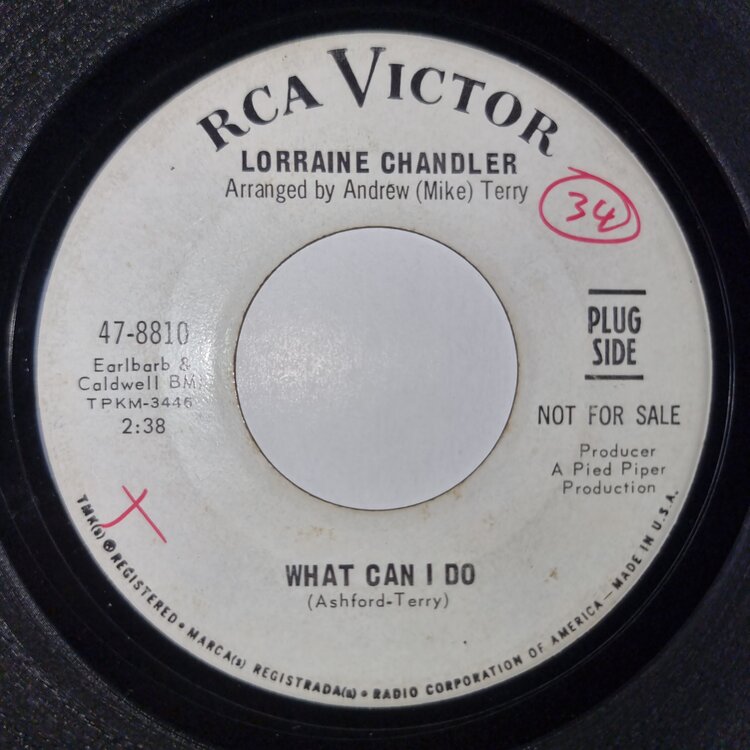 RCA VICTOR
LORRAINE CHANDLER
Arranged by Andrew (Mike) Terry
34
47-8810
Earlbarb &
Caldwell BMI
TPKM-3446
2:38
PLUG
SIDE
NOT FOR SALE
Producer
A Pied Piper
Production
X
WHAT CAN I DO
(Ashford-Terry)
TMK(s) ® REGISTERED • MARCA(s) REGISTRADA(s) • RADIO CORPORATION OF AMERICA — MADE IN U.S.A.